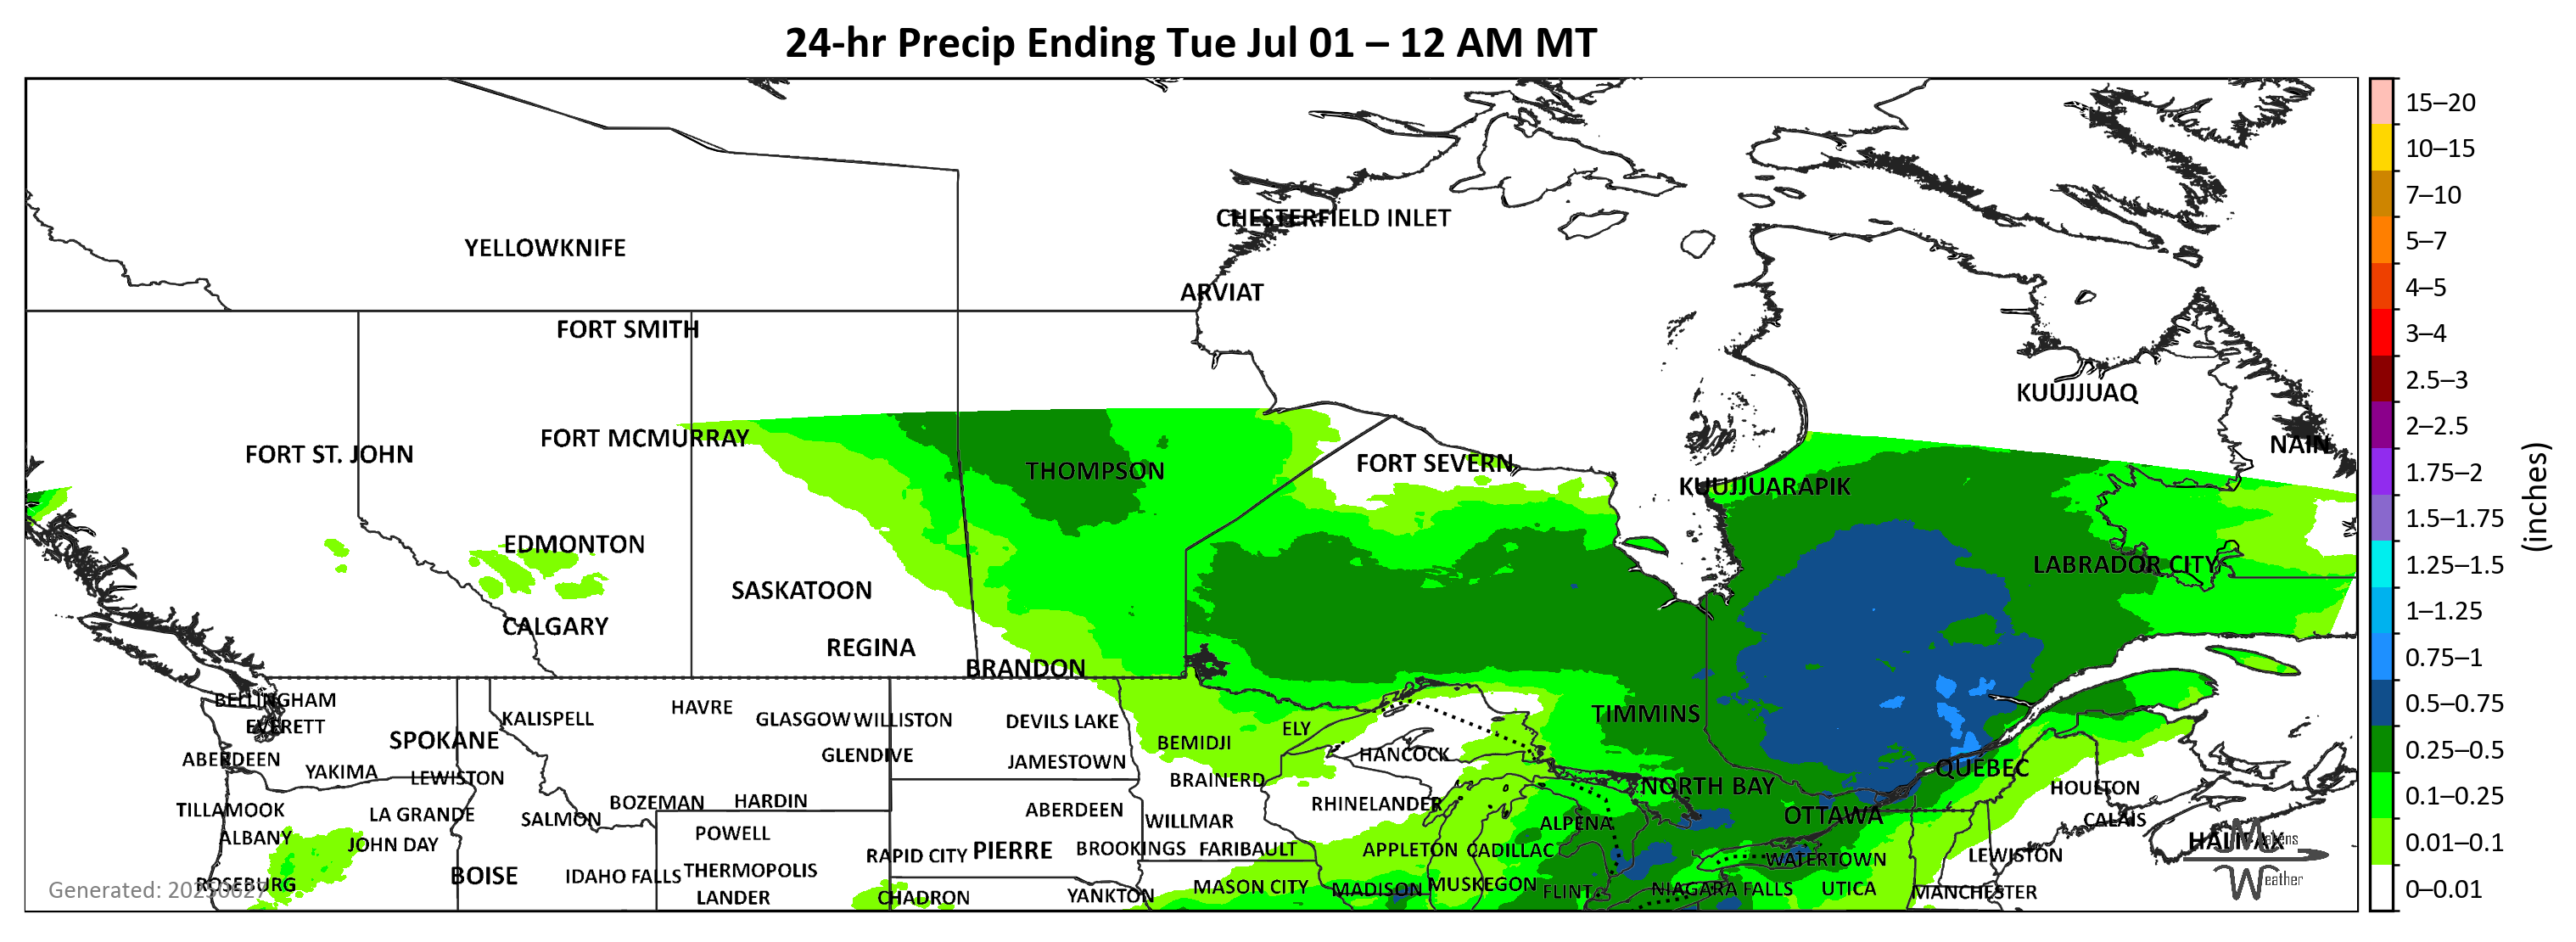 24-hr Precip Ending Tue Jul 01 – 12 AM MT
CHESTERFIELD INLET
YELLOWKNIFE
ARVIAT
FORT SMITH
KUUJJUAQ
FORT MCMURRAY
NAIN
FORT ST. JOHN
FORT SEVERN
THOMPSON
KUUJJUARAPIK
EDMONTON
LABRADOR CITY
SASKATOON
CALGARY
REGINA
BRANDON
BELLINGHAM
HAVRE
KALISPELL
GLASGOW WILLISTON
DEVILS LAKE
TIMMINS
EVERETT
ELY
SPOKANE
BEMIDJI
GLENDIVE
HANCOCK
ABERDEEN
JAMESTOWN
QUEBEC
YAKIMA
LEWISTON
BRAINERD
NORTH BAY
HOULTON
BOZEMAN
HARDIN
RHINELANDER
TILLAMOOK
LA GRANDE
ABERDEEN
OTTAWA
SALMON
WILLMAR
ALPENA
CALAIS
POWELL
ALBANY
JOHN DAY
HALIFAX
Makens
RAPID CITY PIERRE
BROOKINGS FARIBAULT
APPLETON CADILLAC
LEWISTON
WATERTOWN
THERMOPOLIS
BOISE
IDAHO FALLS
Weather
ROSEBURG
Generated: 20250627
MASON CITY
MADISON MUSKEGON
FLINT
NIAGARA FALLS
UTICA
MANCHESTER
LANDER
CHADRON
YANKTON
15–20
10–15
7–10
5–7
4–5
3–4
2.5–3
2–2.5
1.75–2
1.5–1.75
1.25–1.5
1–1.25
0.75–1
0.5–0.75
0.25–0.5
0.1–0.25
0.01–0.1
0–0.01
(inches)